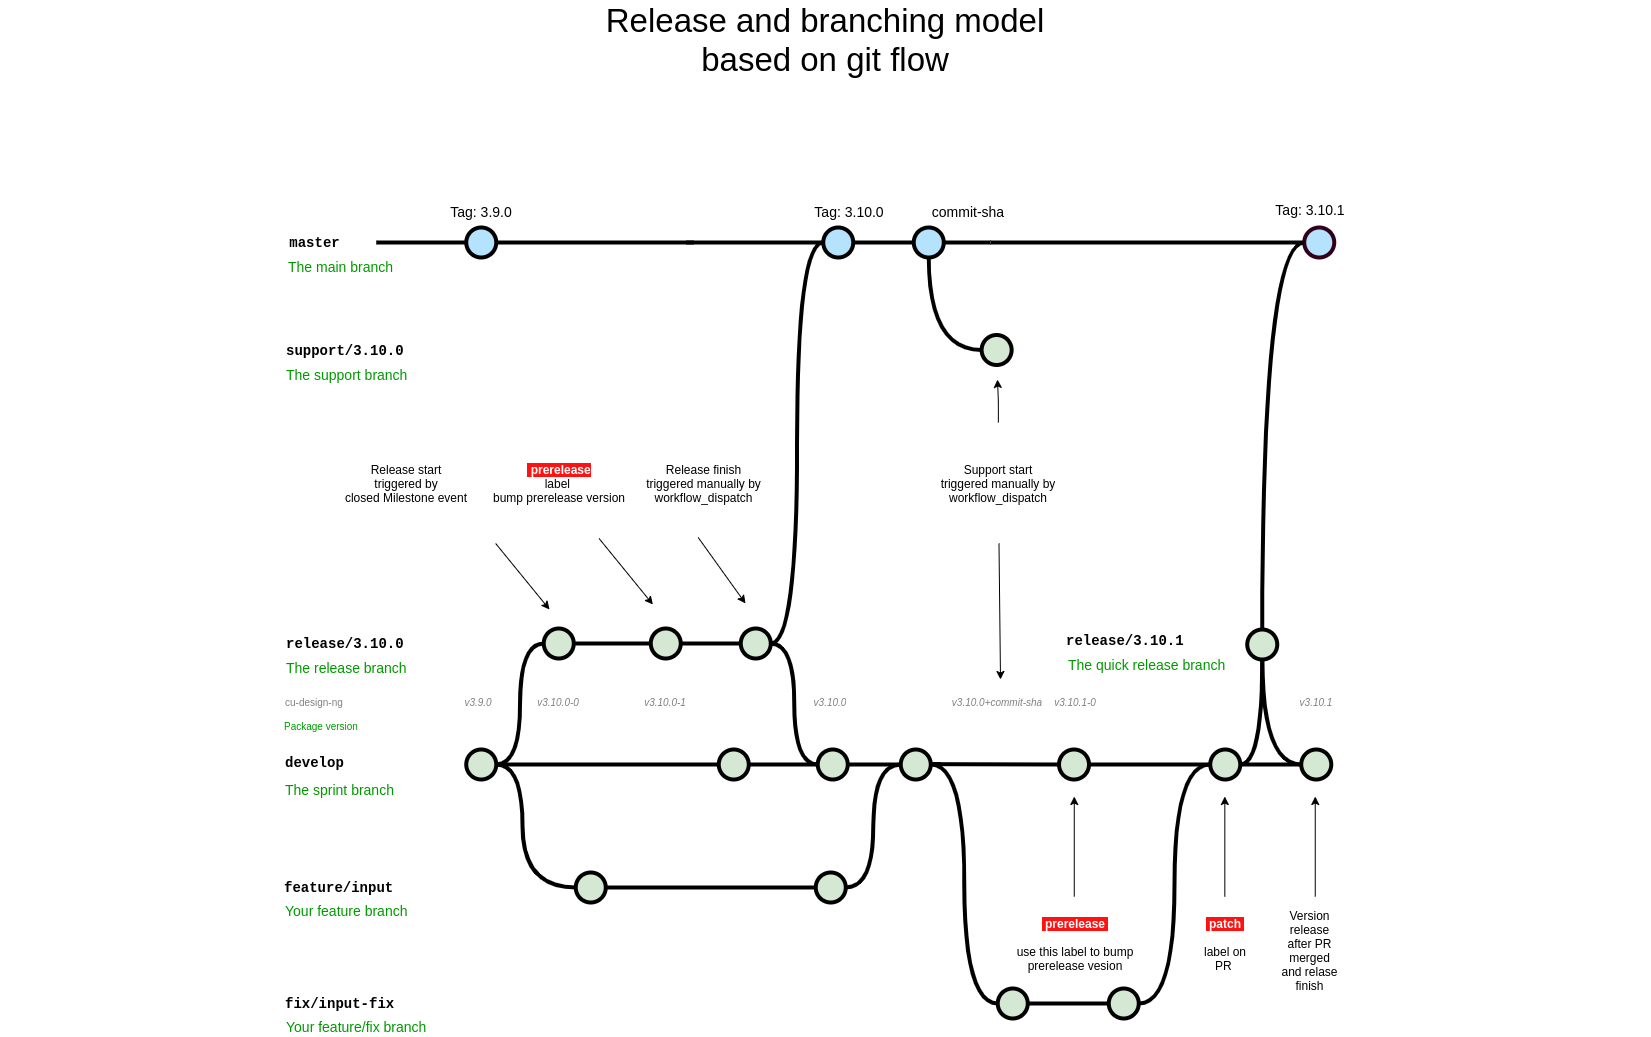 Release and branching model
based on git flow
Tag: 3.9.0
Tag: 3.10.0
commit-sha
Tag: 3.10.1
master
The main branch
support/3.10.0
The support branch
Release start
triggered by
closed Milestone event
prerelease
label
bump prerelease version
Release finish
triggered manually by
workflow_dispatch
Support start
triggered manually by
workflow_dispatch
release/3.10.0
The release branch
release/3.10.1
The quick release branch
cu-design-ng
v3.9.0
v3.10.0-0
v3.10.0-1
v3.10.0
v3.10.0+commit-sha
v3.10.1-0
v3.10.1
Package version
develop
The sprint branch
feature/input
Your feature branch
prerelease
use this label to bump
prerelease vesion
patch
label on
PR
Version
release
after PR
merged
and relase
finish
fix/input-fix
Your feature/fix branch